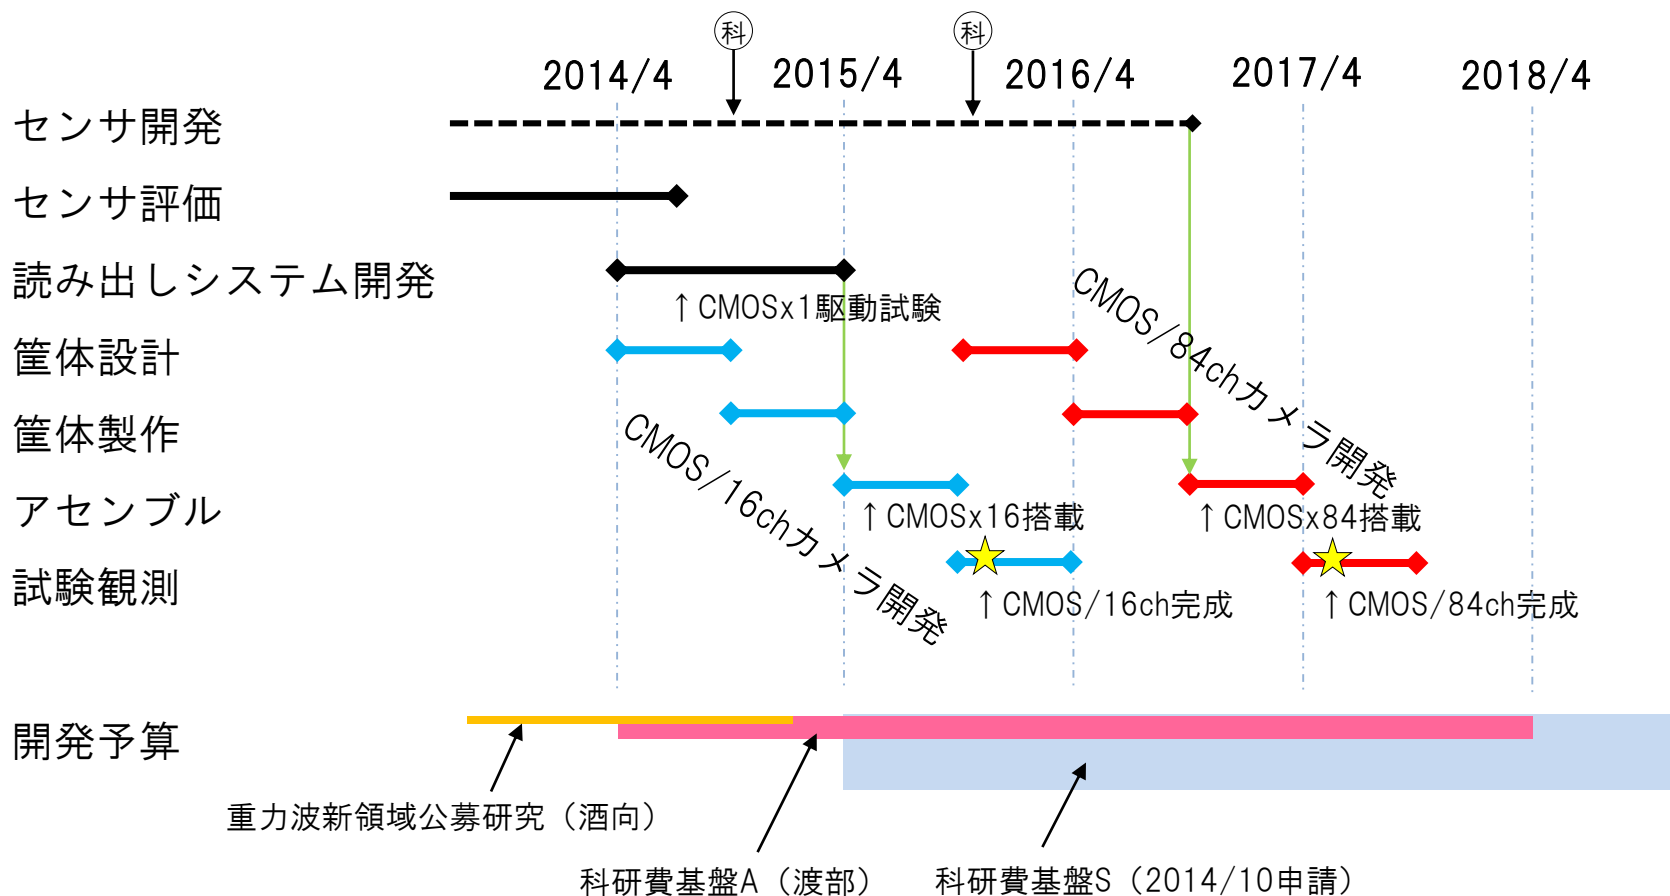 科
科
2014/4
2015/4
2016/4
2017/4
2018/4
センサ開発
センサ評価
読み出しシステム開発
↑CMOSx1駆動試験
筐体設計
筐体製作
CMOS/16chカメラ開発
CMOS/84chカメラ開発
アセンブル
↑CMOSx16搭載
↑CMOSx84搭載
試験観測
↑CMOS/16ch完成
↑CMOS/84ch完成
開発予算
重力波新領域公募研究（酒向）
科研費基盤A（渡部）
科研費基盤S（2014/10申請）